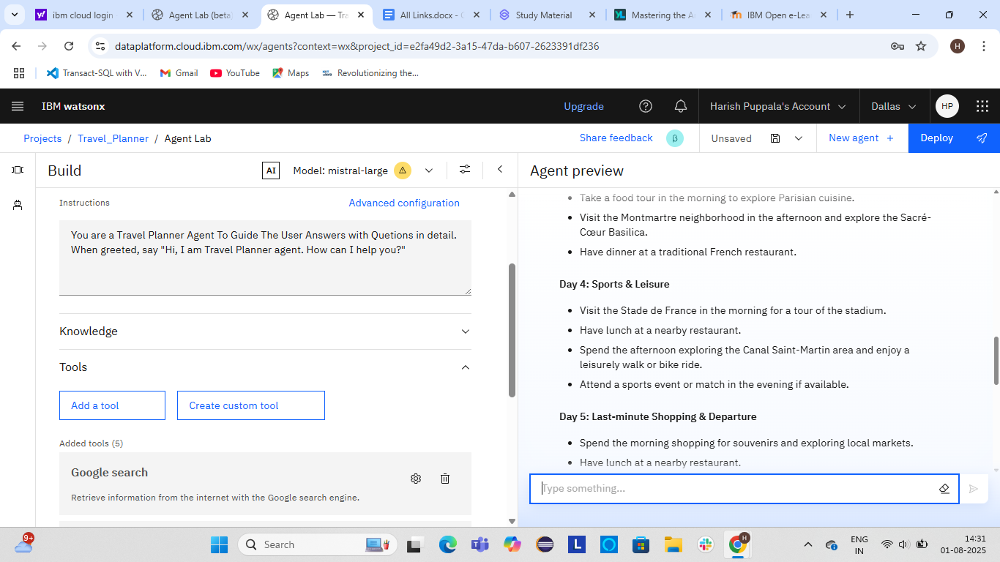 ibm cloud login
Agent Lab (beta)
Agent Lab — Tra
All Links.docx - G
Study Material
Mastering the A
IBM Open e-Lea
dataplatform.cloud.ibm.com/wx/agents?context=wx&project_id=e2fa49d2-3a15-47da-b607-2623391df236
H
Transact-SQL with V...
Gmail
YouTube
Maps
Revolutionizing the...
IBM watsonx
Upgrade
Harish Puppala's Account
Dallas
HP
Projects / Travel_Planner / Agent Lab
Share feedback
β
Unsaved
New agent +
Deploy
Build
AI
Model: mistral-large
Agent preview
Instructions
Advanced configuration
You are a Travel Planner Agent To Guide The User Answers with Quetions in detail.
When greeted, say "Hi, I am Travel Planner agent. How can I help you?"
Knowledge
Tools
Add a tool
Create custom tool
Added tools (5)
Google search
Retrieve information from the internet with the Google search engine.
• Take a food tour in the morning to explore Parisian cuisine.
• Visit the Montmartre neighborhood in the afternoon and explore the Sacré-
Cœur Basilica.
• Have dinner at a traditional French restaurant.
Day 4: Sports & Leisure
• Visit the Stade de France in the morning for a tour of the stadium.
• Have lunch at a nearby restaurant.
• Spend the afternoon exploring the Canal Saint-Martin area and enjoy a
leisurely walk or bike ride.
• Attend a sports event or match in the evening if available.
Day 5: Last-minute Shopping & Departure
• Spend the morning shopping for souvenirs and exploring local markets.
• Have lunch at a nearby restaurant.
Type something...
9+
Search
L
H
ENG
IN
14:31
01-08-2025